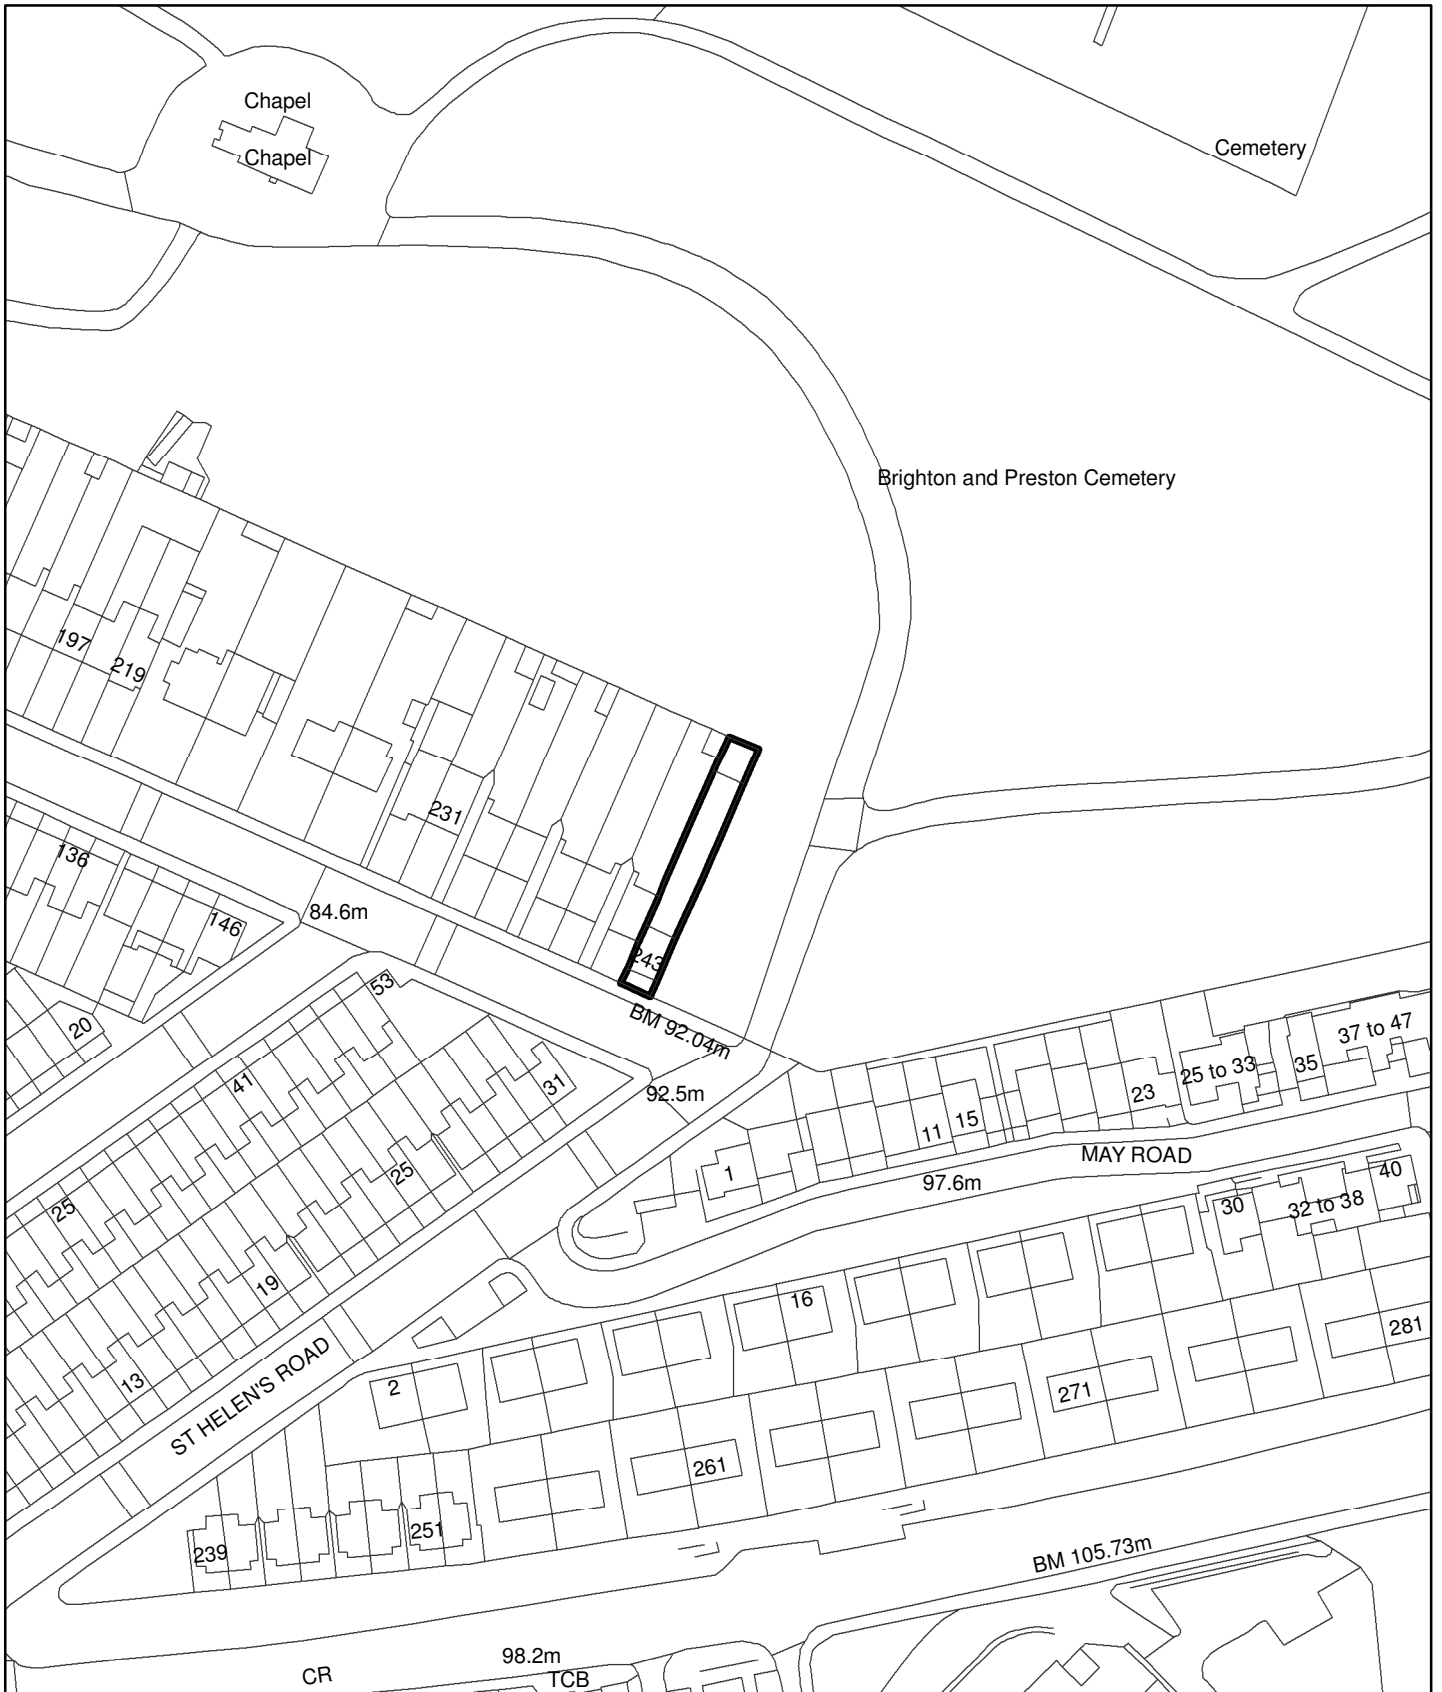 Chapel
Chapel
Cemetery
Brighton and Preston Cemetery
197
219
231
136
146
84.6m
243
53
20
BM 92.04m
37 to 47
41
31
92.5m
25 to 33
35
23
15
11
MAY ROAD
25
1
97.6m
40
25
30
32 to 38
19
16
281
13
2
271
ST HELEN'S ROAD
261
251
239
BM 105.73m
98.2m
CR
TCB